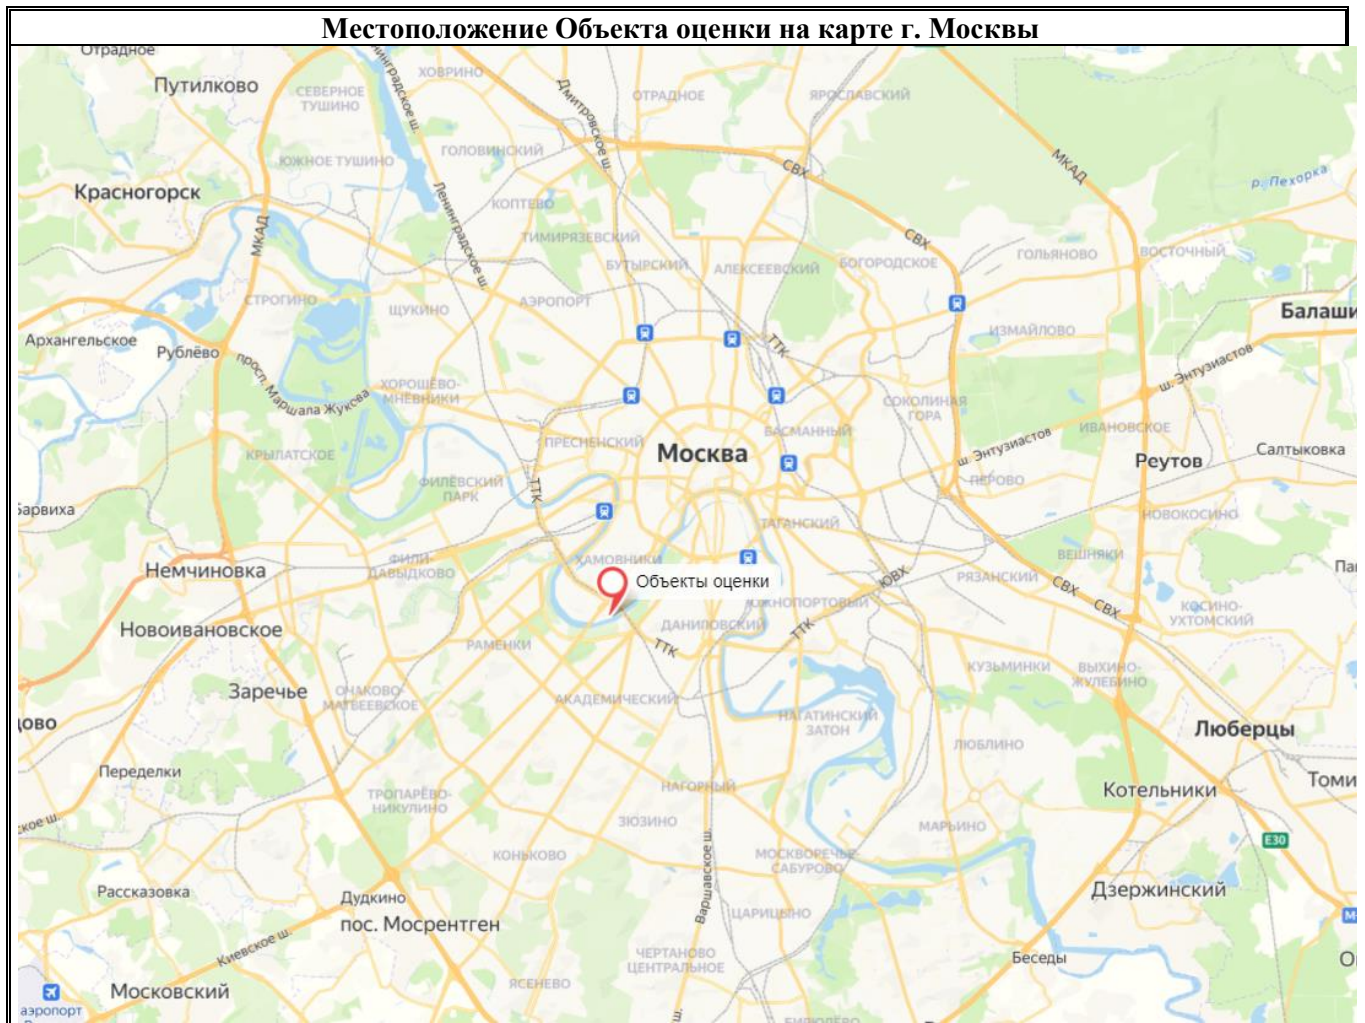 Местоположение Объекта оценки на карте г. Москвы
Отрадное
Путилково
СЕВЕРНОЕ
ТУШИНО
ХОВРИНО
Дмитровское ш.
ОТРАДНОЕ
ЯРОСЛАВСКИЙ
ЮЖНОЕ ТУШИНО
ГОЛОВИНСКИЙ
СВХ
МКАД
р. Пехорка
Красногорск
Ленинградское ш.
КОПТЕВО
МКАД
ТИМИРЯЗЕВСКИЙ
СВХ
БУТЫРСКИЙ
АЛЕКСЕЕВСКИЙ
БОГОРОДСКОЕ
ГОЛЬЯНОВО
ВОСТОЧНЫЙ
СТРОГИНО
ЩУКИНО
АЭРОПОРТ
Балаши
Архангельское
Рублёво
ТТК
ИЗМАЙЛОВО
просп. Маршала Жукова
ХОРОШЁВО-
МНЁВНИКИ
ш. Энтузиастов
СОКОЛИНАЯ
ГОРА
ПРЕСНЕНСКИЙ
Москва
БАСМАННЫЙ
ИВАНОВСКОЕ
КРЫЛАТСКОЕ
ш. Энтузиастов
Реутов
Салтыковка
ФИЛЁВСКИЙ
ПАРК
ТТК
ПЕРОВО
Барвиха
ТАГАНСКИЙ
НОВОКОСИНО
ФИЛИ-
ДАВЫДКОВО
ХАМОВНИКИ
ВЕШНЯКИ
Немчиновка
Объекты оценки
ЮВХ
РЯЗАНСКИЙ
СВХ
СВХ
ЮЖНОПОРТОВЫЙ
КОСИНО-
УХТОМСКИЙ
Новоивановское
РАМЕНКИ
ДАНИЛОВСКИЙ
ТТК
ТТК
КУЗЬМИНКИ
ВЫХИНО-
ЖУЛЕБИНО
Заречье
ОЧАКОВО-
МАТВЕЕВСКОЕ
АКАДЕМИЧЕСКИЙ
НАГАТИНСКИЙ
ЗАТОН
Люберцы
ЛЮБЛИНО
Переделки
НАГОРНЫЙ
Котельники
Томи
ТРОПАРЁВО-
НИКУЛИНО
ЗЮЗИНО
МАРЬИНО
E30
КОНЬКОВО
Варшавское ш.
МОСКВОРЕЧЬЕ-
САБУРОВО
Рассказовка
Дудкино
Дзержинский
пос. Мосрентген
ЦАРИЦЫНО
Киевское ш.
ЧЕРТАНОВО
ЦЕНТРАЛЬНОЕ
Беседы
ЯСЕНЕВО
Московский
аэропорт